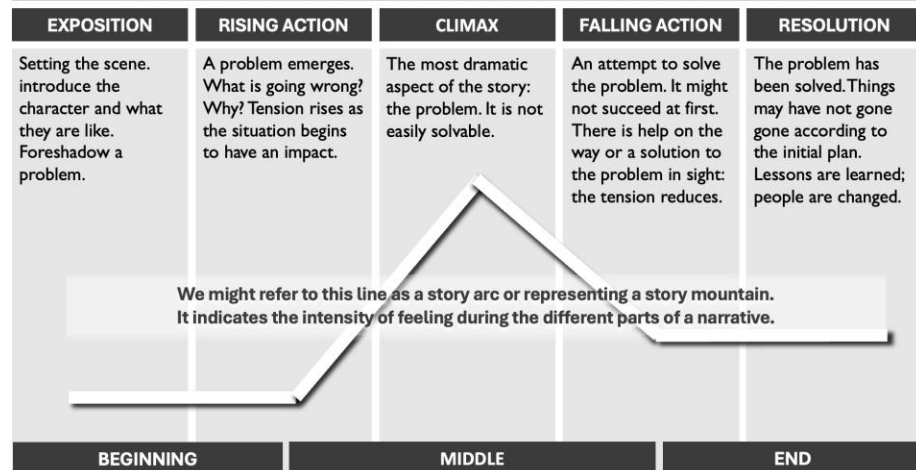 EXPOSITION
Setting the scene.
introduce the
character and what
they are like.
Foreshadow a
problem.
RISING ACTION
A problem emerges.
What is going wrong?
Why? Tension rises as
the situation begins
to have an impact.
CLIMAX
The most dramatic
aspect of the story:
the problem. It is not
easily solvable.
FALLING ACTION
An attempt to solve
the problem. It might
not succeed at first.
There is help on the
way or a solution to
the problem in sight:
the tension reduces.
RESOLUTION
The problem has
been solved. Things
may have not gone
gone according to
the initial plan.
Lessons are learned;
people are changed.
We might refer to this line as a story arc or representing a story mountain.
It indicates the intensity of feeling during the different parts of a narrative.
BEGINNING
MIDDLE
END